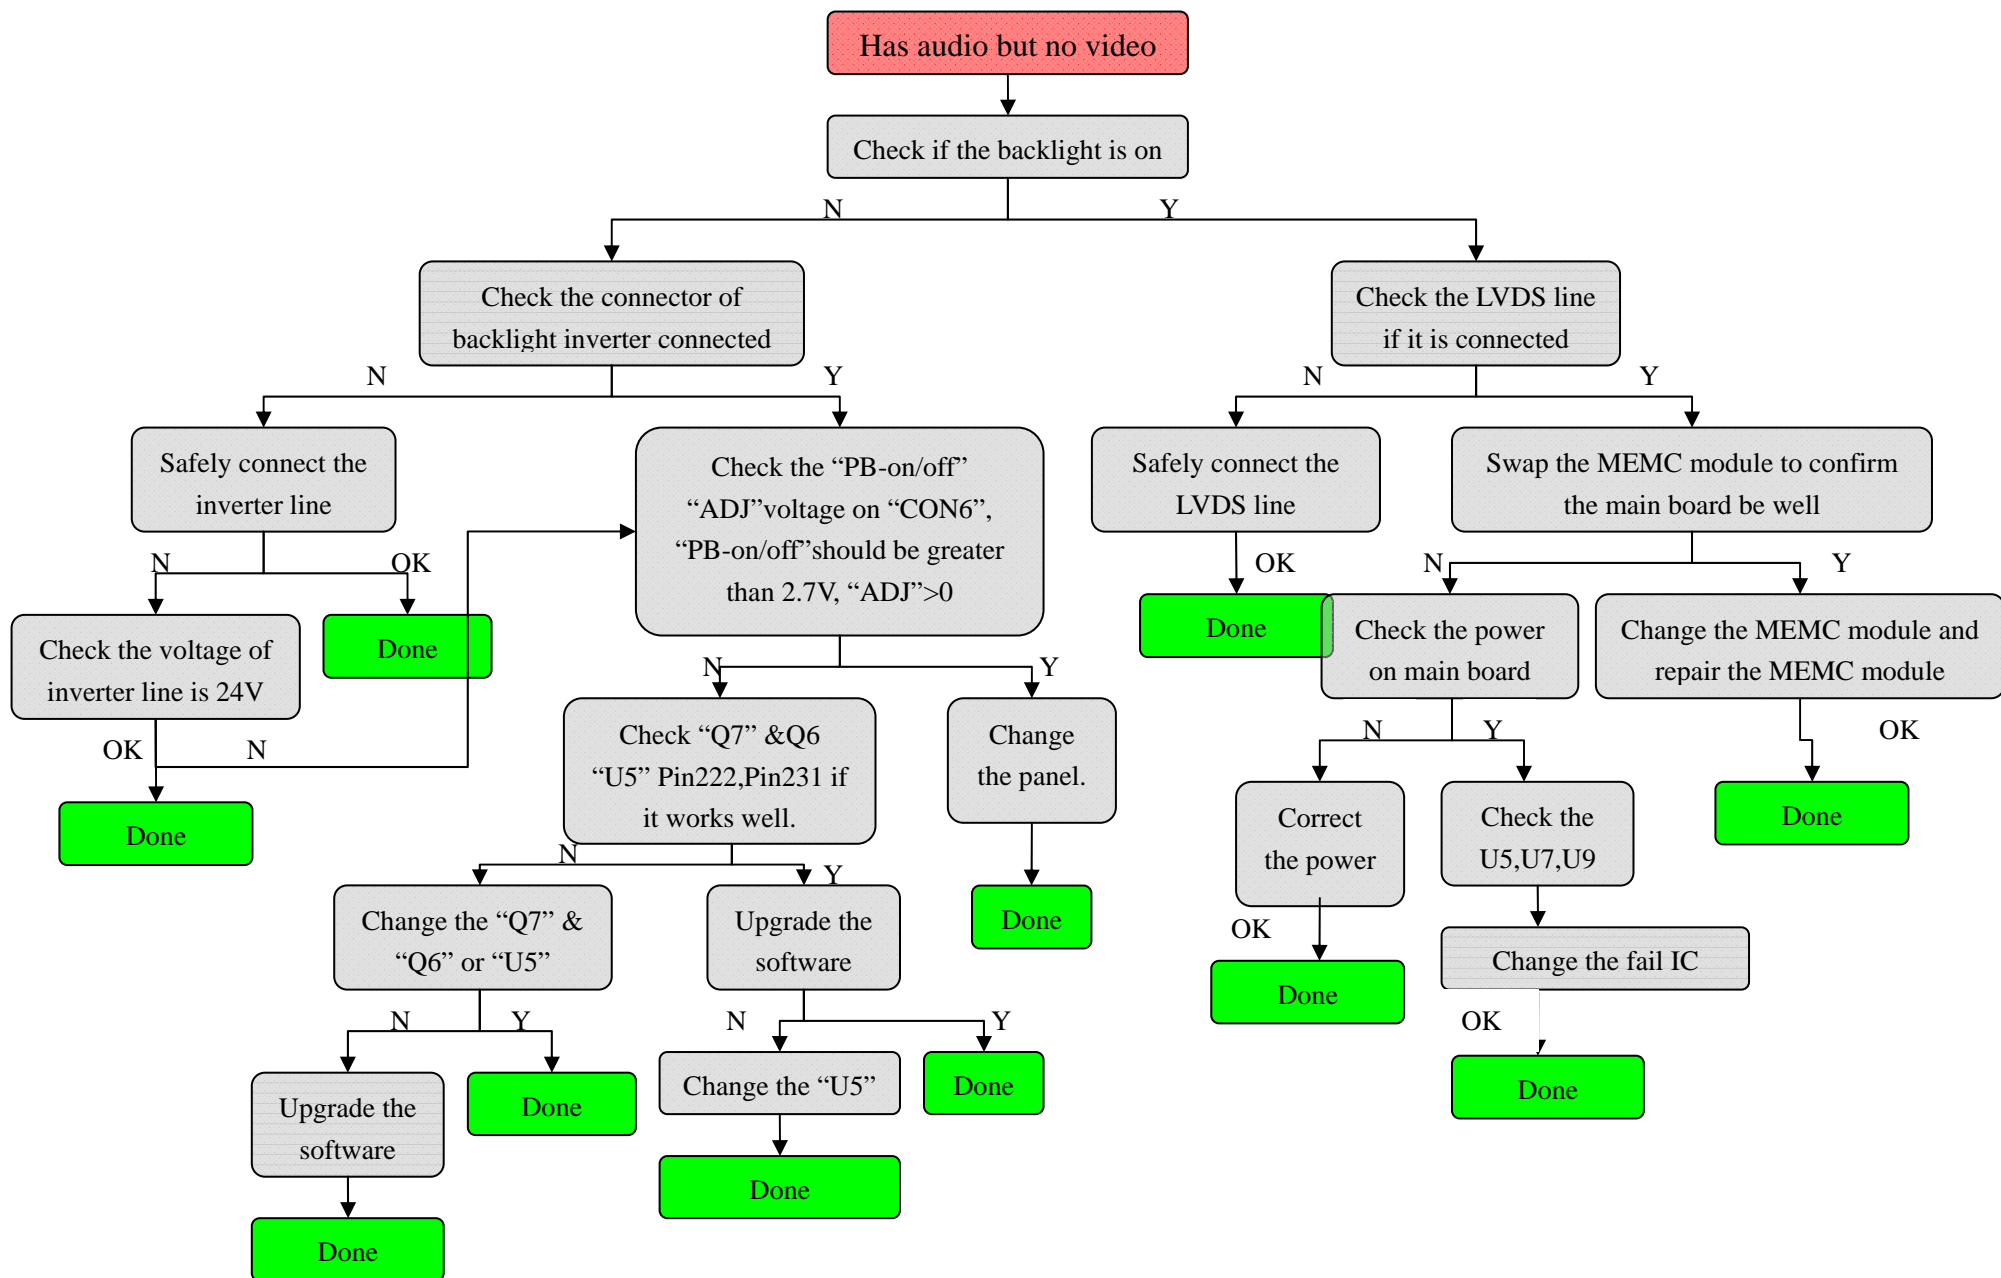 Has audio but no video
Check if the backlight is on
N
Y
Check the connector of
backlight inverter connected
Check the LVDS line
if it is connected
N
Y
N
Y
Safely connect the
inverter line
Check the “PB-on/off”
“ADJ”voltage on “CON6”,
“PB-on/off”should be greater
than 2.7V, “ADJ”>0
Safely connect the
LVDS line
Swap the MEMC module to confirm
the main board be well
N
OK
OK
N
Y
Check the voltage of
inverter line is 24V
Done
Done
Check the power
on main board
Change the MEMC module and
repair the MEMC module
N
Y
OK
N
Check “Q7” &Q6
“U5” Pin222,Pin231 if
it works well.
Change
the panel.
N
Y
OK
Done
Correct
the power
Check the
U5,U7,U9
Done
N
Y
Change the “Q7” &
“Q6” or “U5”
Upgrade the
software
Done
OK
Change the fail IC
Done
N
Y
N
Y
OK
Upgrade the
software
Done
Change the “U5”
Done
Done
Done
Done